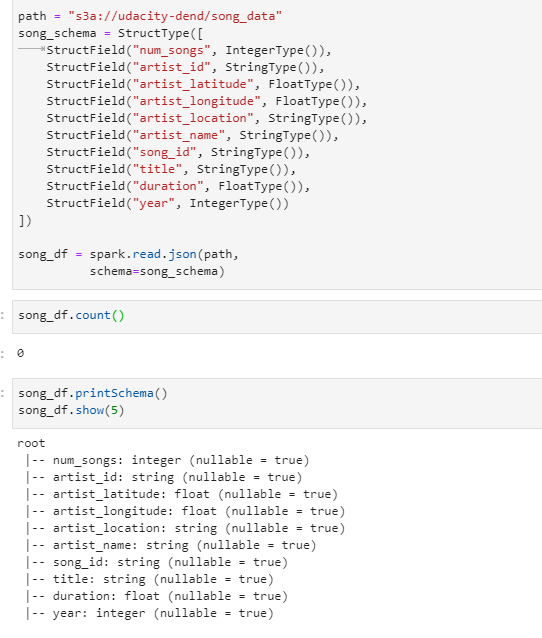 path = "s3a://udacity-dend/song_data"
song_schema = StructType([
    StructField("num_songs", IntegerType()),
    StructField("artist_id", StringType()),
    StructField("artist_latitude", FloatType()),
    StructField("artist_longitude", FloatType()),
    StructField("artist_location", StringType()),
    StructField("artist_name", StringType()),
    StructField("song_id", StringType()),
    StructField("title", StringType()),
    StructField("duration", FloatType()),
    StructField("year", IntegerType())
])

song_df = spark.read.json(path,
          schema=song_schema)
: song_df.count()
: 0
: song_df.printSchema()
song_df.show(5)
root
 |-- num_songs: integer (nullable = true)
 |-- artist_id: string (nullable = true)
 |-- artist_latitude: float (nullable = true)
 |-- artist_longitude: float (nullable = true)
 |-- artist_location: string (nullable = true)
 |-- artist_name: string (nullable = true)
 |-- song_id: string (nullable = true)
 |-- title: string (nullable = true)
 |-- duration: float (nullable = true)
 |-- year: integer (nullable = true)